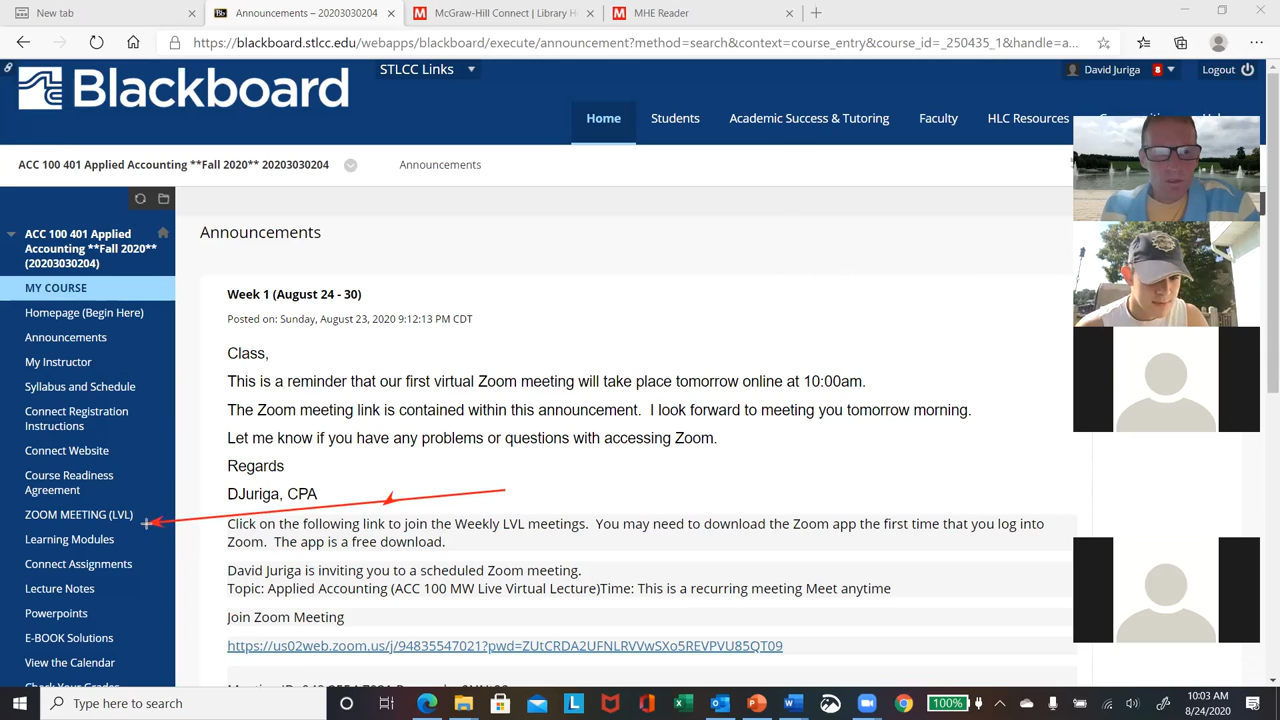 New tab
Announcements – 20203030204
McGraw-Hill Connect | Library H
MHE Reader
https://blackboard.stlcc.edu/webapps/blackboard/execute/announcement?method=search&context=course_entry&course_id=_250435_1&handle=a...
Blackboard
STLCC Links
David Juriga 8
Logout
Home
Students
Academic Success & Tutoring
Faculty
HLC Resources
ACC 100 401 Applied Accounting **Fall 2020** 20203030204
Announcements
ACC 100 401 Applied
Accounting **Fall 2020**
(20203030204)
MY COURSE
Homepage (Begin Here)
Announcements
My Instructor
Syllabus and Schedule
Connect Registration
Instructions
Connect Website
Course Readiness
Agreement
ZOOM MEETING (LVL)
Learning Modules
Connect Assignments
Lecture Notes
Powerpoints
E-BOOK Solutions
View the Calendar
Check Your Grades
Announcements
Week 1 (August 24 - 30)
Posted on: Sunday, August 23, 2020 9:12:13 PM CDT
Class,
This is a reminder that our first virtual Zoom meeting will take place tomorrow online at 10:00am.
The Zoom meeting link is contained within this announcement.  I look forward to meeting you tomorrow morning.
Let me know if you have any problems or questions with accessing Zoom.
Regards
DJuriga, CPA
Click on the following link to join the Weekly LVL meetings.  You may need to download the Zoom app the first time that you log into
Zoom.  The app is a free download.
David Juriga is inviting you to a scheduled Zoom meeting.
Topic: Applied Accounting (ACC 100 MW Live Virtual Lecture)Time: This is a recurring meeting Meet anytime
Join Zoom Meeting
https://us02web.zoom.us/j/94835547021?pwd=ZUtCRDA2UFNLRVVwSXo5REVPVU85QT09
Type here to search
100%
10:03 AM
8/24/2020